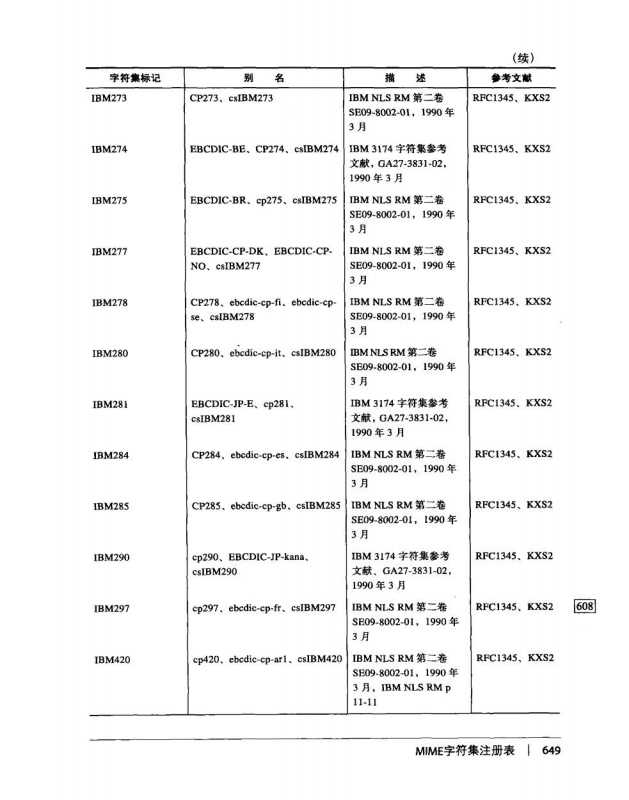 （续）
字符集标记 别 名 描 述 参考文献
IBM273 CP273、csIBM273 IBM NLS RM 第二卷 RFC1345、KXS2
SE09-8002-01，1990 年
3 月
IBM274 EBCDIC-BE、CP274、csIBM274 IBM 3174 字符集参考 RFC1345、KXS2
文献，GA27-3831-02，
1990 年 3 月
IBM275 EBCDIC-BR、cp275、csIBM275 IBM NLS RM 第二卷 RFC1345、KXS2
SE09-8002-01，1990 年
3 月
IBM277 EBCDIC-CP-DK、EBCDIC-CP- IBM NLS RM 第二卷 RFC1345、KXS2
NO、csIBM277 SE09-8002-01，1990 年
3 月
IBM278 CP278、ebcdic-cp-fi、ebcdic-cp- IBM NLS RM 第二卷 RFC1345、KXS2
se、csIBM278 SE09-8002-01，1990 年
3 月
IBM280 CP280、ebcdic-cp-it、csIBM280 IBM NLS RM 第二卷 RFC1345、KXS2
SE09-8002-01，1990 年
3 月
IBM281 EBCDIC-JP-E、cp281、 IBM 3174 字符集参考 RFC1345、KXS2
csIBM281 文献，GA27-3831-02，
1990 年 3 月
IBM284 CP284、ebcdic-cp-es、csIBM284 IBM NLS RM 第二卷 RFC1345、KXS2
SE09-8002-01，1990 年
3 月
IBM285 CP285、ebcdic-cp-gb、csIBM285 IBM NLS RM 第二卷 RFC1345、KXS2
SE09-8002-01，1990 年
3 月
IBM290 cp290、EBCDIC-JP-kana、 IBM 3174 字符集参考 RFC1345、KXS2
csIBM290 文献、GA27-3831-02，
1990 年 3 月
IBM297 cp297、ebcdic-cp-fr、csIBM297 IBM NLS RM 第二卷 RFC1345、KXS2 608
SE09-8002-01，1990 年
3 月
IBM420 cp420、ebcdic-cp-ar1、csIBM420 IBM NLS RM 第二卷 RFC1345、KXS2
SE09-8002-01，1990 年
3 月，IBM NLS RM p
11-11
MIME字符集注册表 | 649